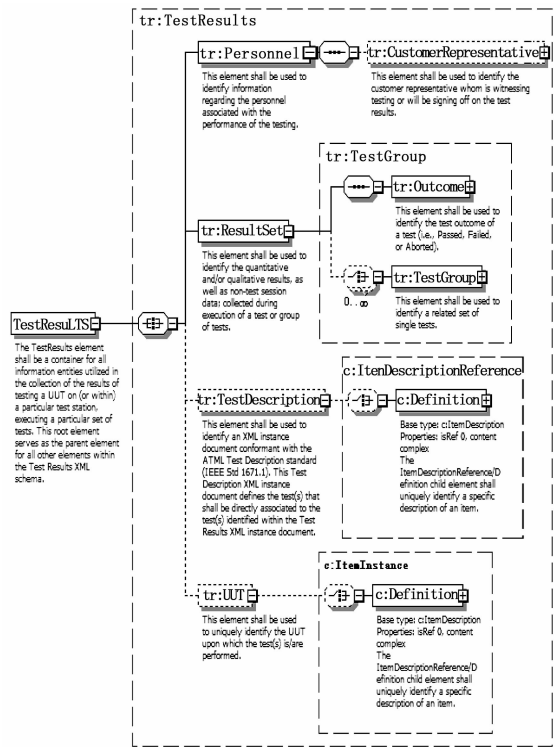 tr:TestResults
tr:Personnel
This element shall be used to
identify information
regarding the personnel
associated with the
performance of the testing.
tr:CustomerRepresentative
This element shall be used to identify the
customer representative whom is witnessing
testing or will be signing off on the test
results.
tr:TestGroup
tr:Outcome
This element shall be used to
identify the test outcome of
a test (i.e., Passed, Failed,
or Aborted).
tr:ResultSet
This element shall be used to
identify the quantitative
and/or qualitative results, as
well as non-test session
data; collected during
execution of a test or group
of tests.
0..∞
tr:TestGroup
This element shall be used to
identify a related set of
single tests.
TestResuLTS
The TestResults element
shall be a container for all
information entities utilized in
the collection of the results of
testing a UUT on (or within)
a particular test station,
executing a particular set of
tests. This root element
serves as the parent element
for all other elements within
the Test Results XML
schema.
c:ItenDescriptionReference
tr:TestDescription
This element shall be used to
identify an XML instance
document conformant with the
ATML Test Description standard
(IEEE Std 1671.1). This Test
Description XML instance
document defines the test(s) that
shall be directly associated to the
test(s) identified within the Test
Results XML instance document.
c:Definition
Base type: c:ItemDescription
Properties: isRef 0, content
complex
The
ItemDescriptionReference/D
efinition child element shall
uniquely identify a specific
description of an item.
c:ItemInstance
tr:UUT
This element shall be used
to uniquely identify the UUT
upon which the test(s) is/are
performed.
c:Definition
Base type: c:ItemDescription
Properties: isRef 0, content
complex
The
ItemDescriptionReference/D
efinition child element shall
uniquely identify a specific
description of an item.